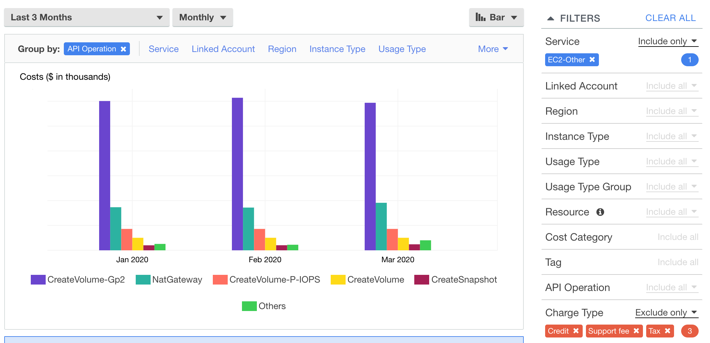 Last 3 Months
Monthly
Bar
Group by: API Operation × Service Linked Account Region Instance Type Usage Type More
Costs ($ in thousands)
Jan 2020 Feb 2020 Mar 2020
CreateVolume-Gp2 NatGateway CreateVolume-P-IOPS CreateVolume CreateSnapshot
Others
FILTERS CLEAR ALL
Service Include only
EC2-Other × 1
Linked Account Include all
Region Include all
Instance Type Include all
Usage Type Include all
Usage Type Group Include all
Resource Include all
Cost Category Include all
Tag Include all
API Operation Include all
Charge Type Exclude only
Credit × Support fee × Tax × 3